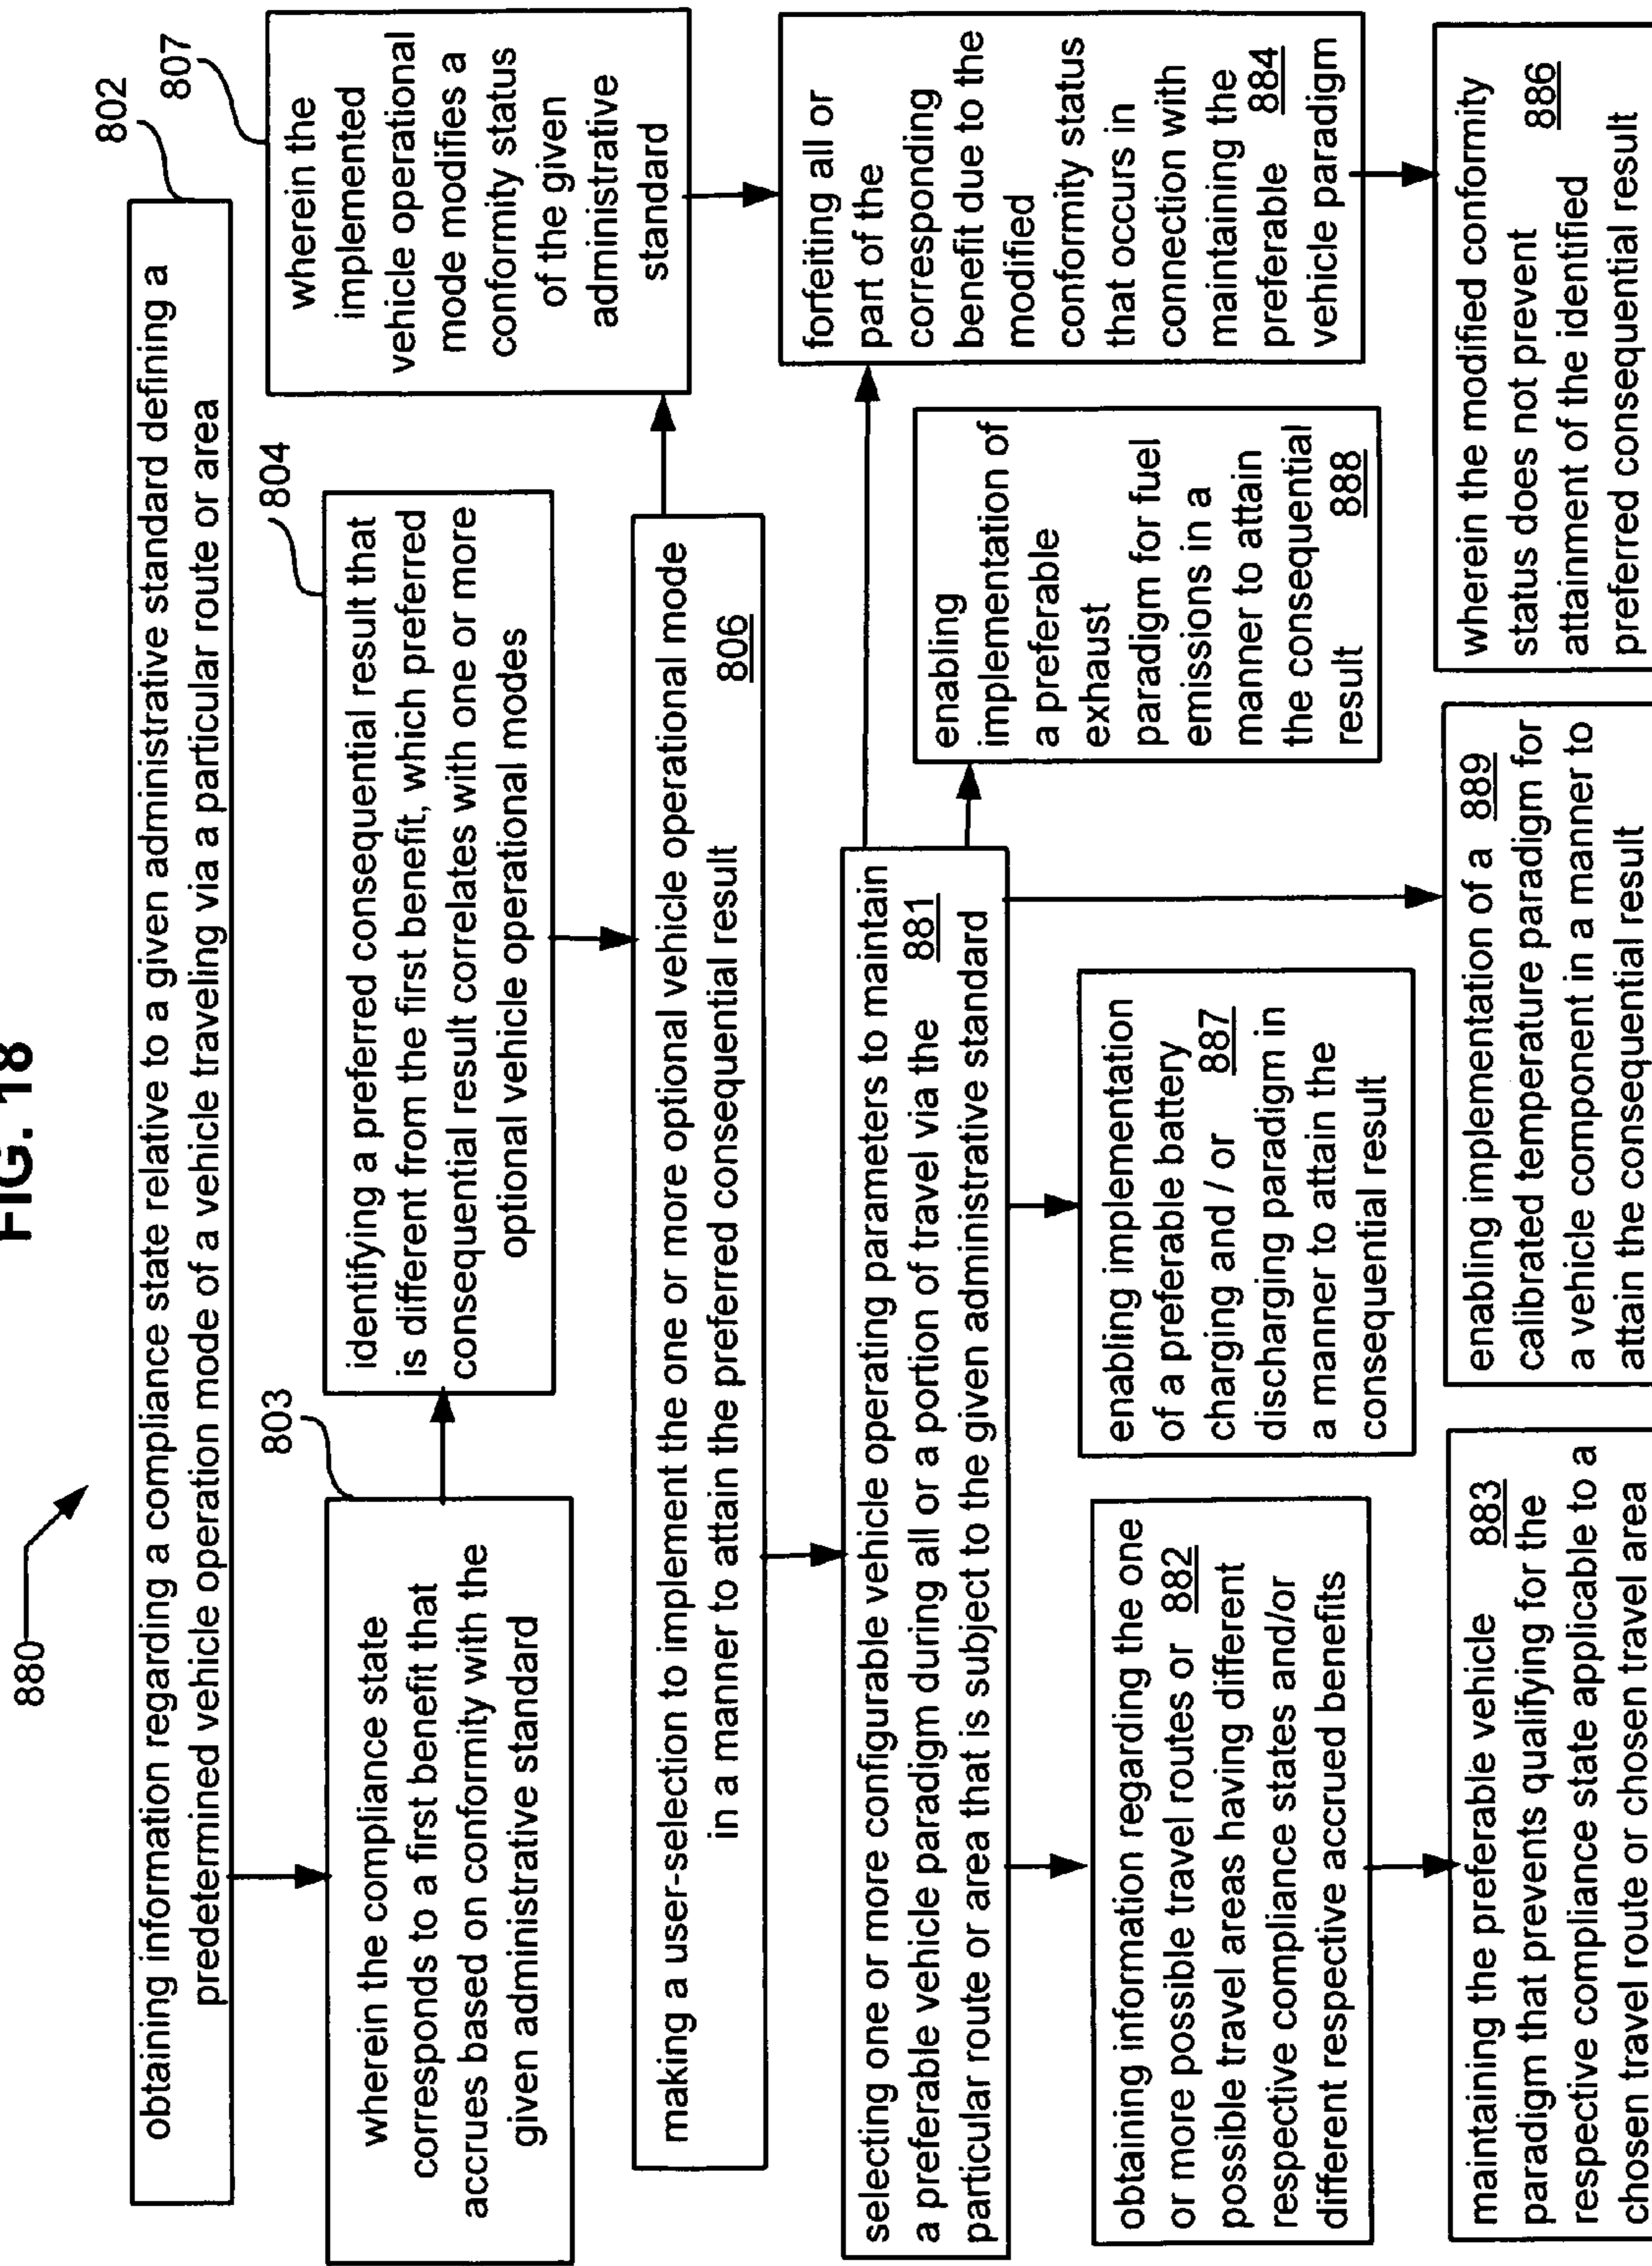 FIG. 18
880
802
obtaining information regarding a compliance state relative to a given administrative standard defining a
predetermined vehicle operation mode of a vehicle traveling via a particular route or area
803
wherein the compliance state
corresponds to a first benefit that
accrues based on conformity with the
given administrative standard
804
identifying a preferred consequential result that
is different from the first benefit, which preferred
consequential result correlates with one or more
optional vehicle operational modes
807
wherein the
implemented
vehicle operational
mode modifies a
conformity status
of the given
administrative
standard
making a user-selection to implement the one or more optional vehicle operational mode
in a manner to attain the preferred consequential result 806
selecting one or more configurable vehicle operating parameters to maintain
a preferable vehicle paradigm during all or a portion of travel via the 881
particular route or area that is subject to the given administrative standard
forfeiting all or
part of the
corresponding
benefit due to the
modified
conformity status
that occurs in
connection with
maintaining the
preferable 884
vehicle paradigm
enabling
implementation of
a preferable
exhaust
paradigm for fuel
emissions in a
manner to attain
the consequential
result 888
obtaining information regarding the one
or more possible travel routes or 882
possible travel areas having different
respective compliance states and/or
different respective accrued benefits
enabling implementation
of a preferable battery
charging and / or 887
discharging paradigm in
a manner to attain the
consequential result
maintaining the preferable vehicle 883
paradigm that prevents qualifying for the
respective compliance state applicable to a
chosen travel route or chosen travel area
enabling implementation of a 889
calibrated temperature paradigm for
a vehicle component in a manner to
attain the consequential result
wherein the modified conformity
status does not prevent 886
attainment of the identified
preferred consequential result